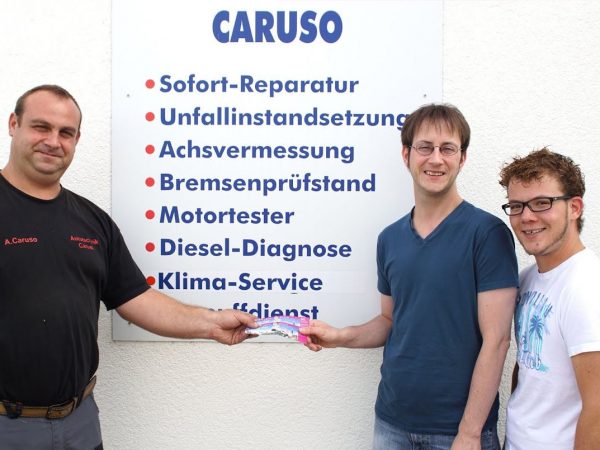 CARUSO
Sofort-Reparatur
Unfallinstandsetzung
Achsvermessung
Bremsenprüfstand
Motortester
Diesel-Diagnose
Klima-Service
A.Caruso